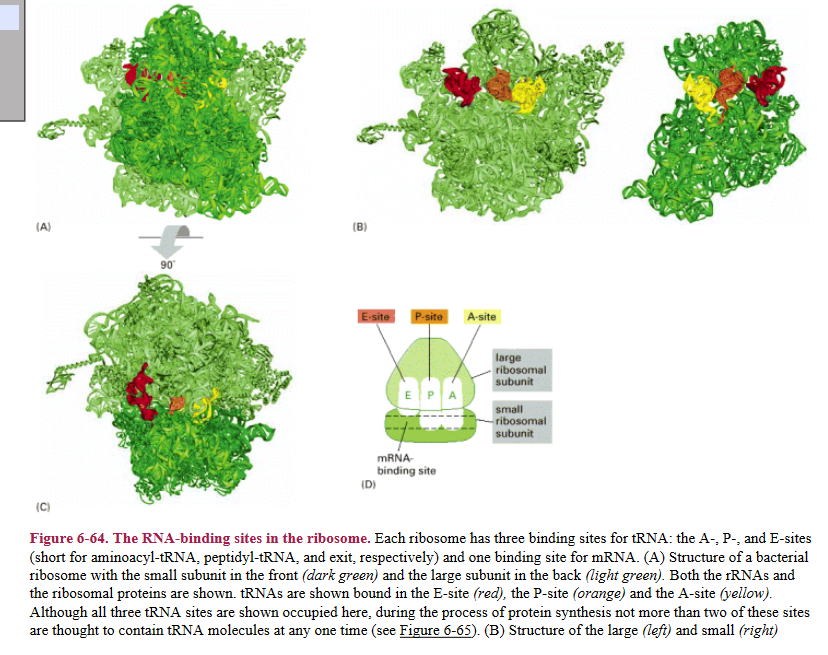 (A)
(B)
90°
E-site
P-site
A-site
large
ribosomal
subunit
E P A
small
ribosomal
subunit
mRNA-
binding site
(D)
(C)
Figure 6-64. The RNA-binding sites in the ribosome. Each ribosome has three binding sites for tRNA: the A-, P-, and E-sites
(short for aminoacyl-tRNA, peptidyl-tRNA, and exit, respectively) and one binding site for mRNA. (A) Structure of a bacterial
ribosome with the small subunit in the front (dark green) and the large subunit in the back (light green). Both the rRNAs and
the ribosomal proteins are shown. tRNAs are shown bound in the E-site (red), the P-site (orange) and the A-site (yellow).
Although all three tRNA sites are shown occupied here, during the process of protein synthesis not more than two of these sites
are thought to contain tRNA molecules at any one time (see Figure 6-65). (B) Structure of the large (left) and small (right)